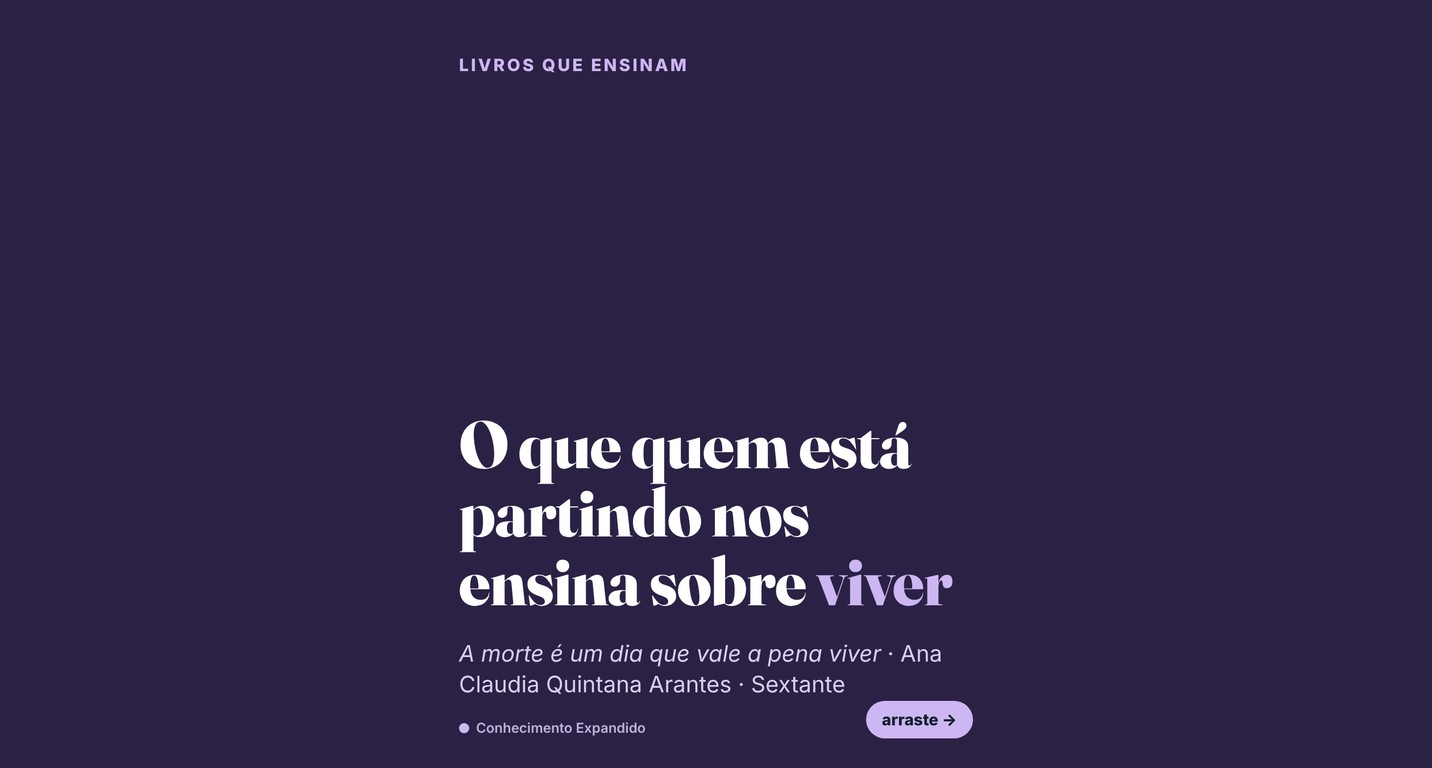 LIVROS QUE ENSINAM
O que quem está
partindo nos
ensina sobre viver
A morte é um dia que vale a pena viver · Ana
Claudia Quintana Arantes · Sextante
Conhecimento Expandido
arraste →